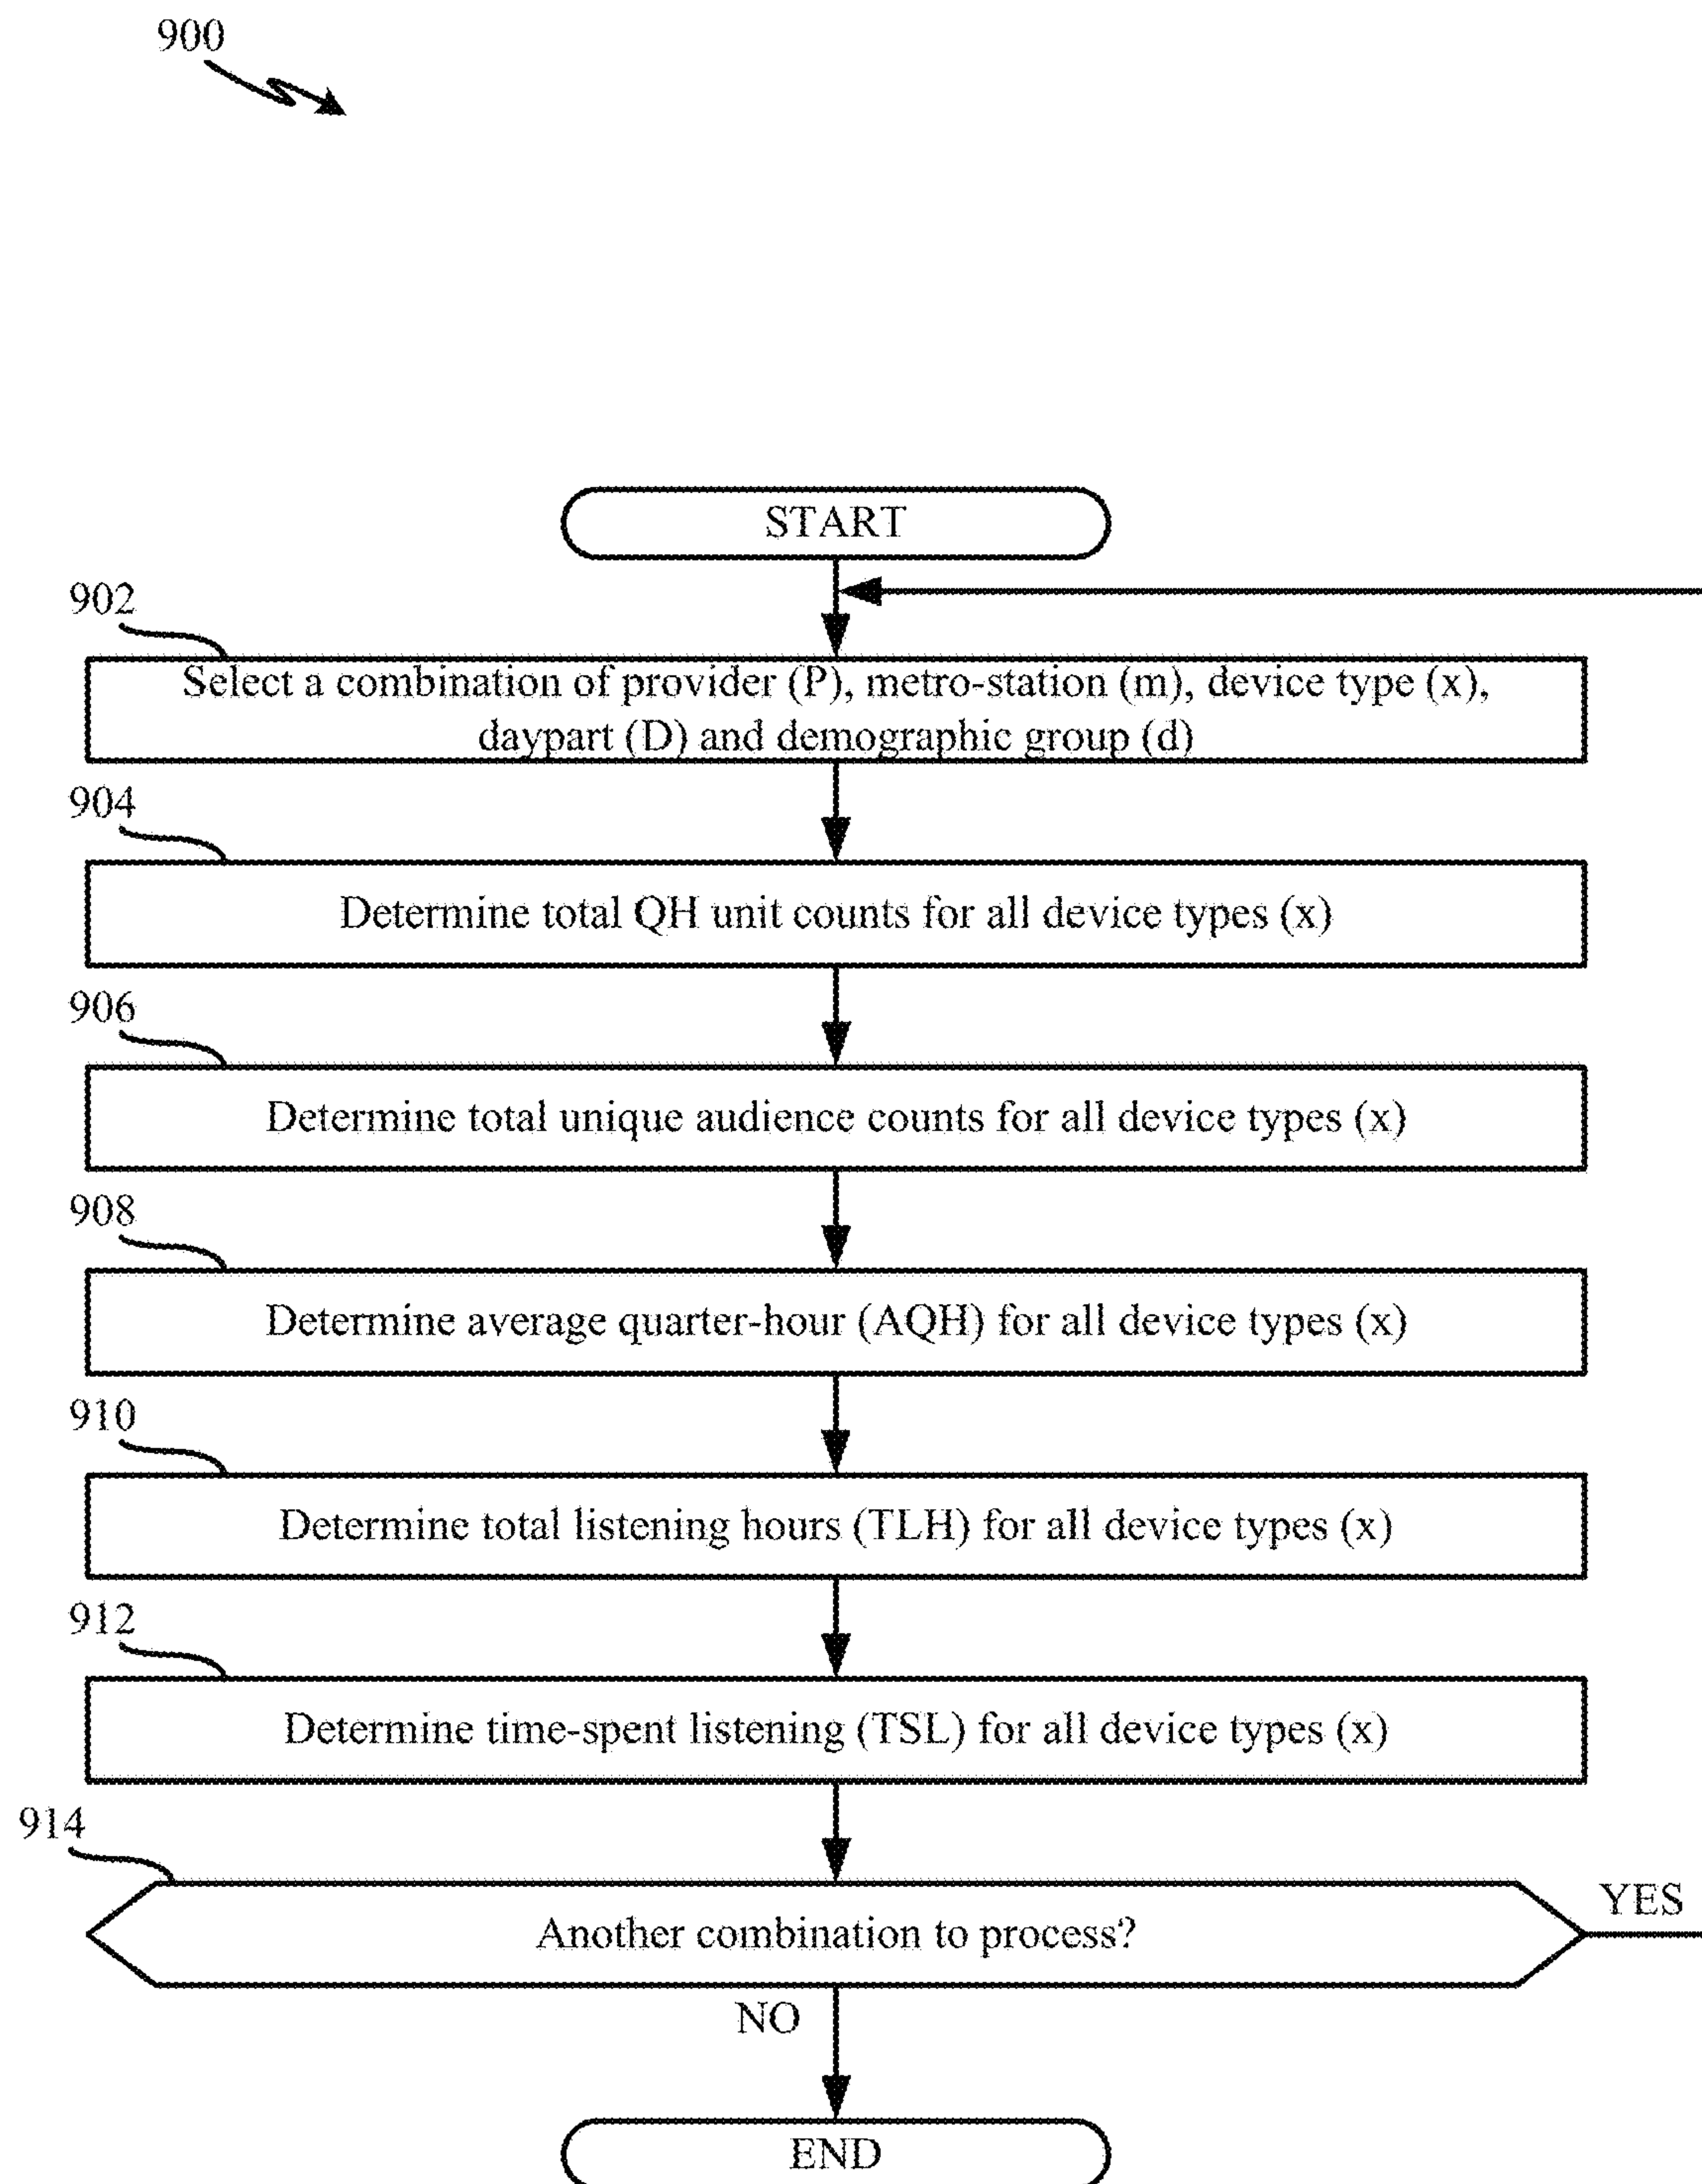 900
START
902
Select a combination of provider (P), metro-station (m), device type (x),
daypart (D) and demographic group (d)
904
Determine total QH unit counts for all device types (x)
906
Determine total unique audience counts for all device types (x)
908
Determine average quarter-hour (AQH) for all device types (x)
910
Determine total listening hours (TLH) for all device types (x)
912
Determine time-spent listening (TSL) for all device types (x)
914
Another combination to process?
YES
NO
END